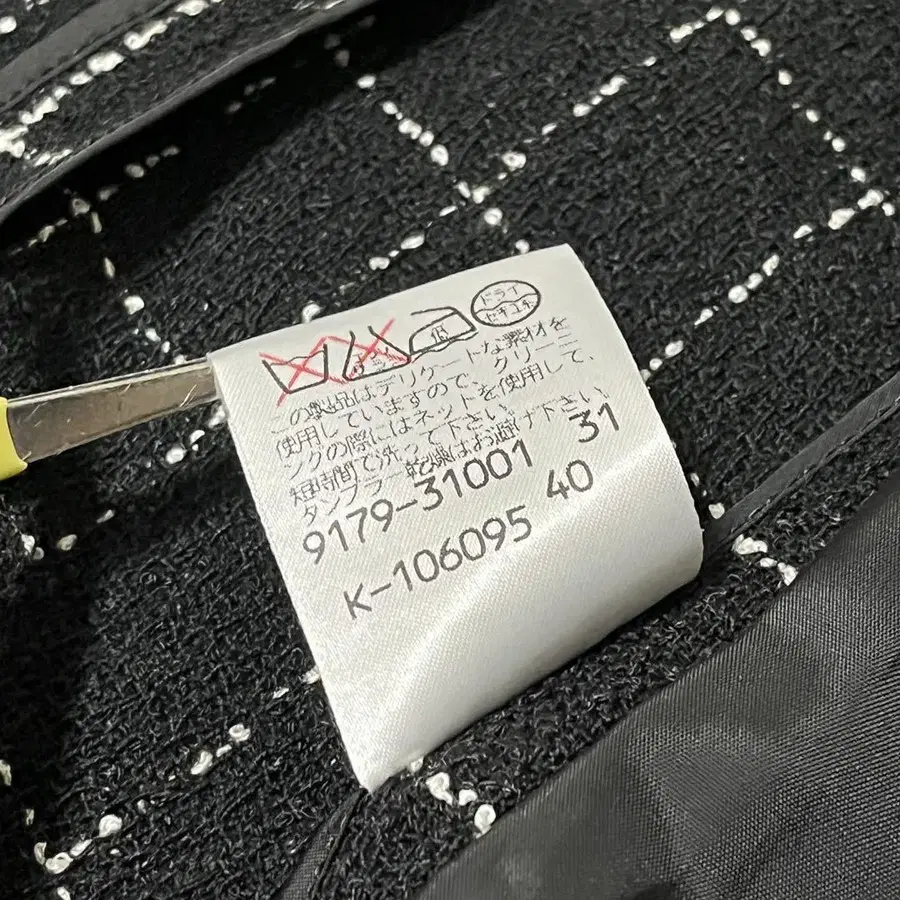 ドライ
セキユ系
低
この製品はデリケートな素材を
使用していますので、クリーニ
ングの際にはネットを使用して、
短時間で洗って下さい。
タンブラー乾燥はお避け下さい。
9179-31001 31
K-106095 40